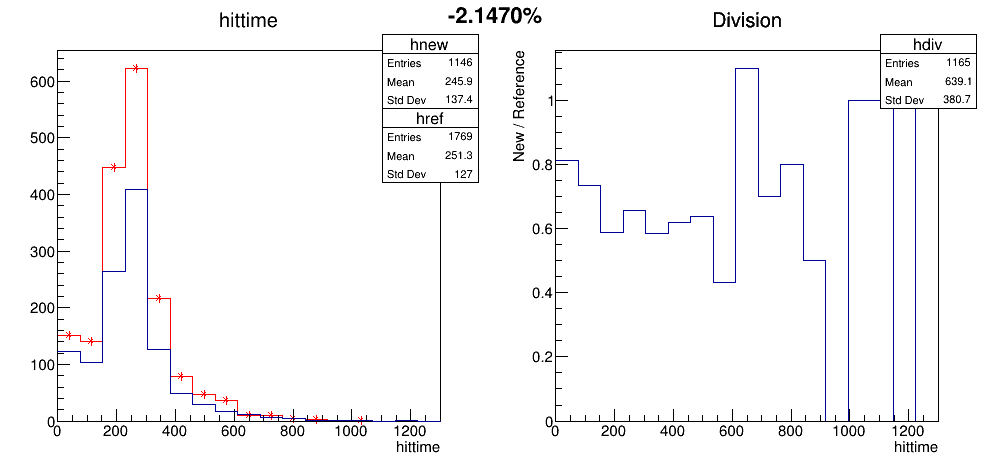 -2.1470%
hittime
hnew
Entries 1146
Mean 245.9
Std Dev 137.4
href
Entries 1769
Mean 251.3
Std Dev 127
600
500
400
300
200
100
0
0 200 400 600 800 1000 1200
hittime
Division
hdiv
Entries 1165
Mean 639.1
Std Dev 380.7
New / Reference
1
0.8
0.6
0.4
0.2
0
0 200 400 600 800 1000 1200
hittime